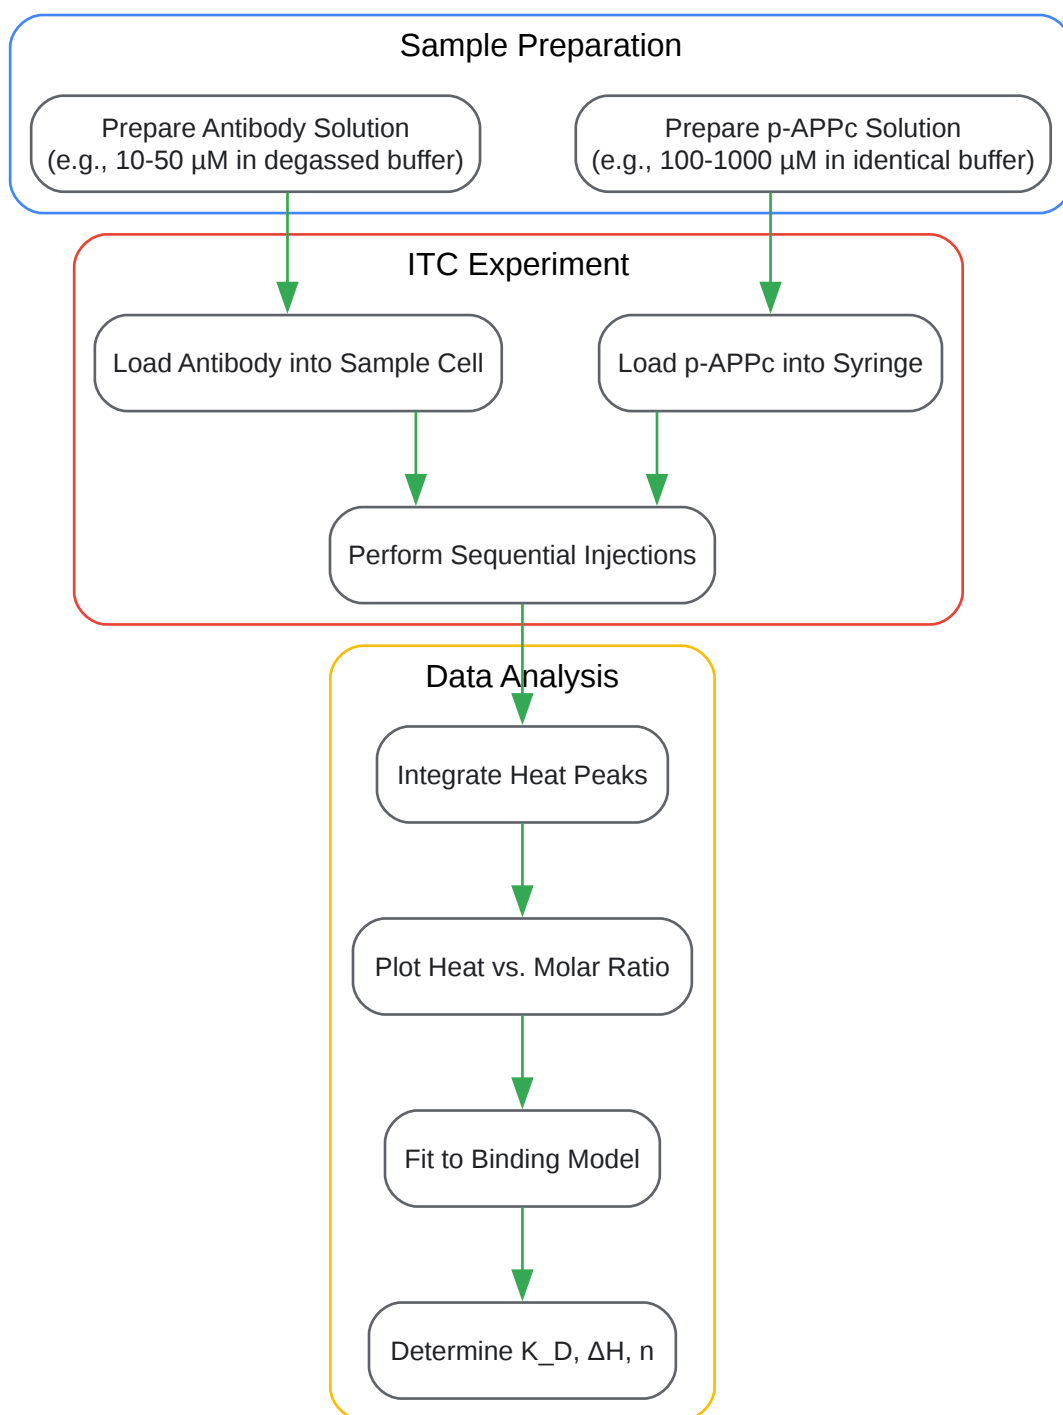 Sample Preparation
Prepare Antibody Solution
(e.g., 10-50 µM in degassed buffer)
Prepare p-APPc Solution
(e.g., 100-1000 µM in identical buffer)
ITC Experiment
Load Antibody into Sample Cell
Load p-APPc into Syringe
Perform Sequential Injections
Data Analysis
Integrate Heat Peaks
Plot Heat vs. Molar Ratio
Fit to Binding Model
Determine K_D, ΔH, n